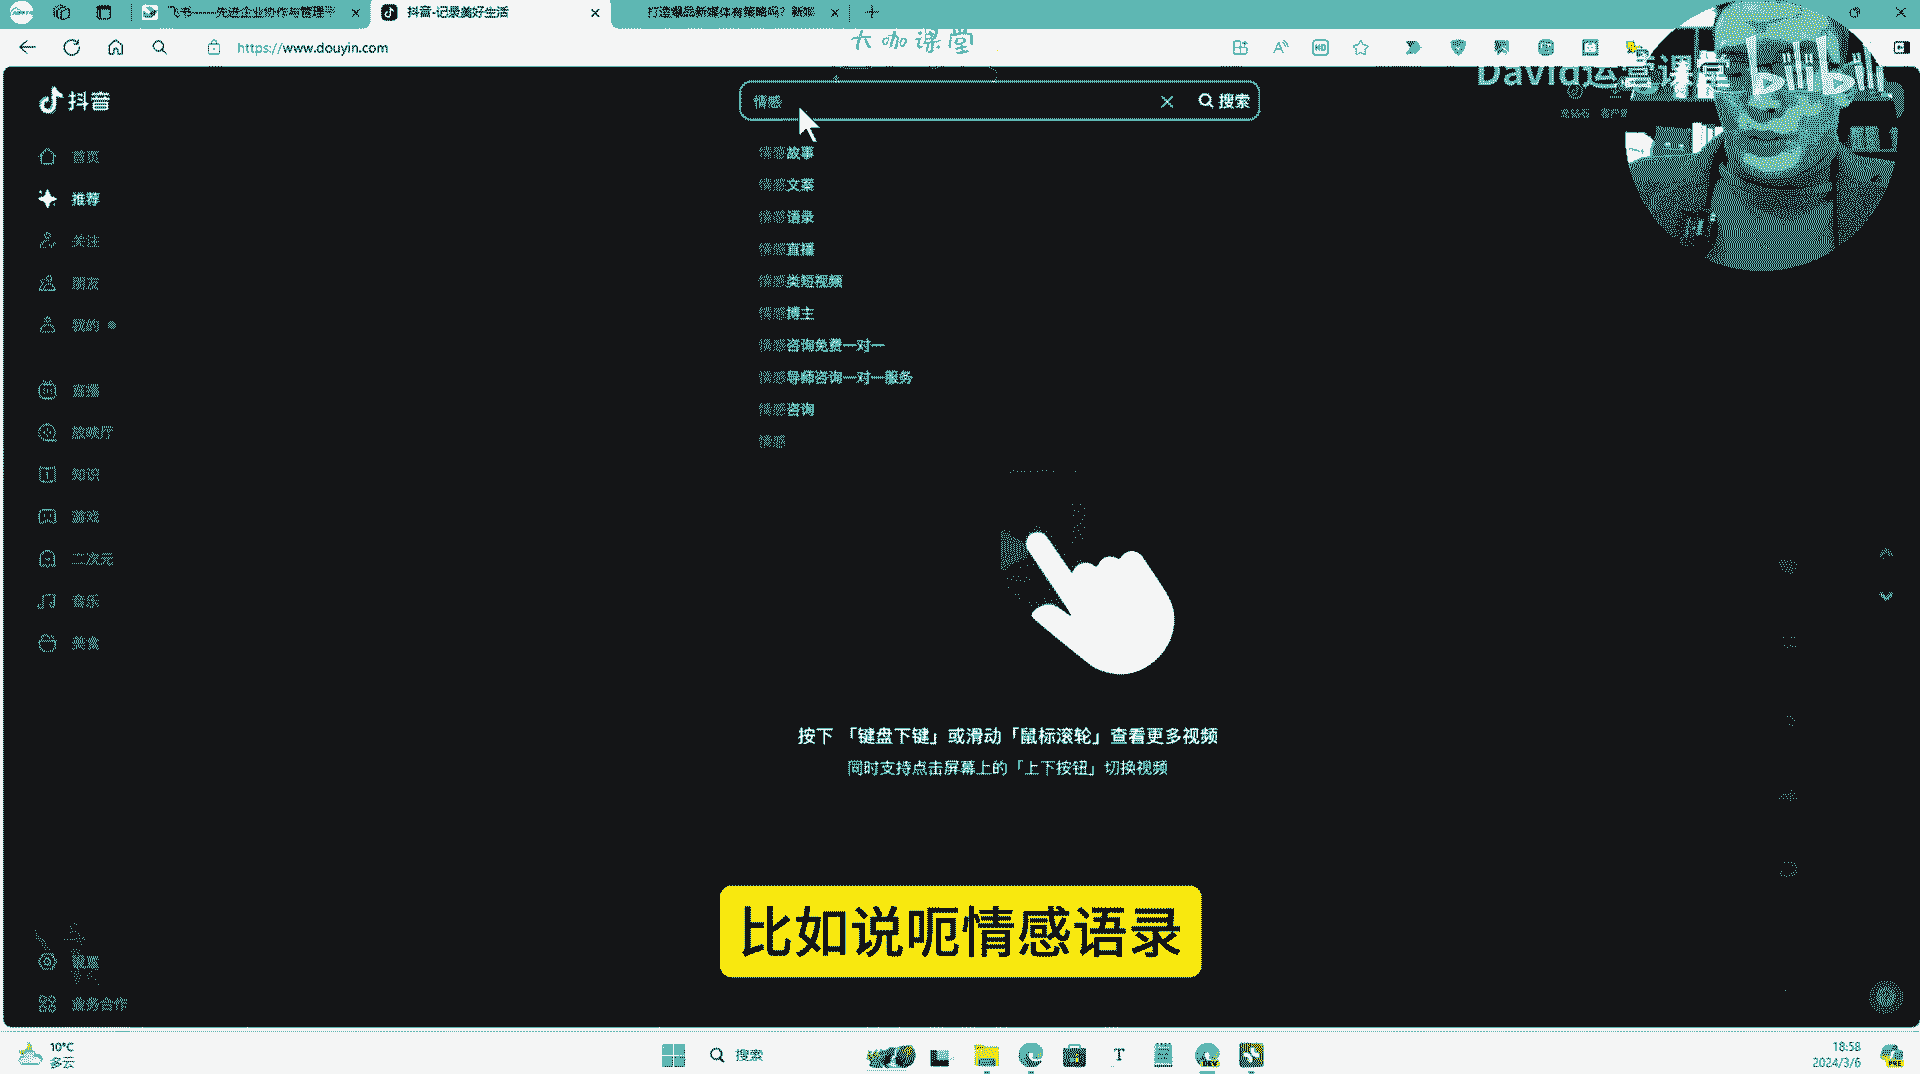 飞书——先进企业协作与管理平
抖音-记录美好生活
打造爆品新媒体有策略吗？新媒
https://www.douyin.com
大咖课堂
David运营课堂
bilibili
抖音
情感
搜索
首页
推荐
关注
朋友
我的
直播
放映厅
知识
游戏
二次元
音乐
美食
业务合作
情感故事
情感文案
情感语录
情感直播
情感类短视频
情感博主
情感咨询免费一对一
情感导师咨询一对一服务
情感咨询
情感
按下 「键盘下键」或滑动「鼠标滚轮」查看更多视频
同时支持点击屏幕上的「上下按钮」切换视频
比如说呃情感语录
10°C
多云
搜索
18:58
2024/3/6